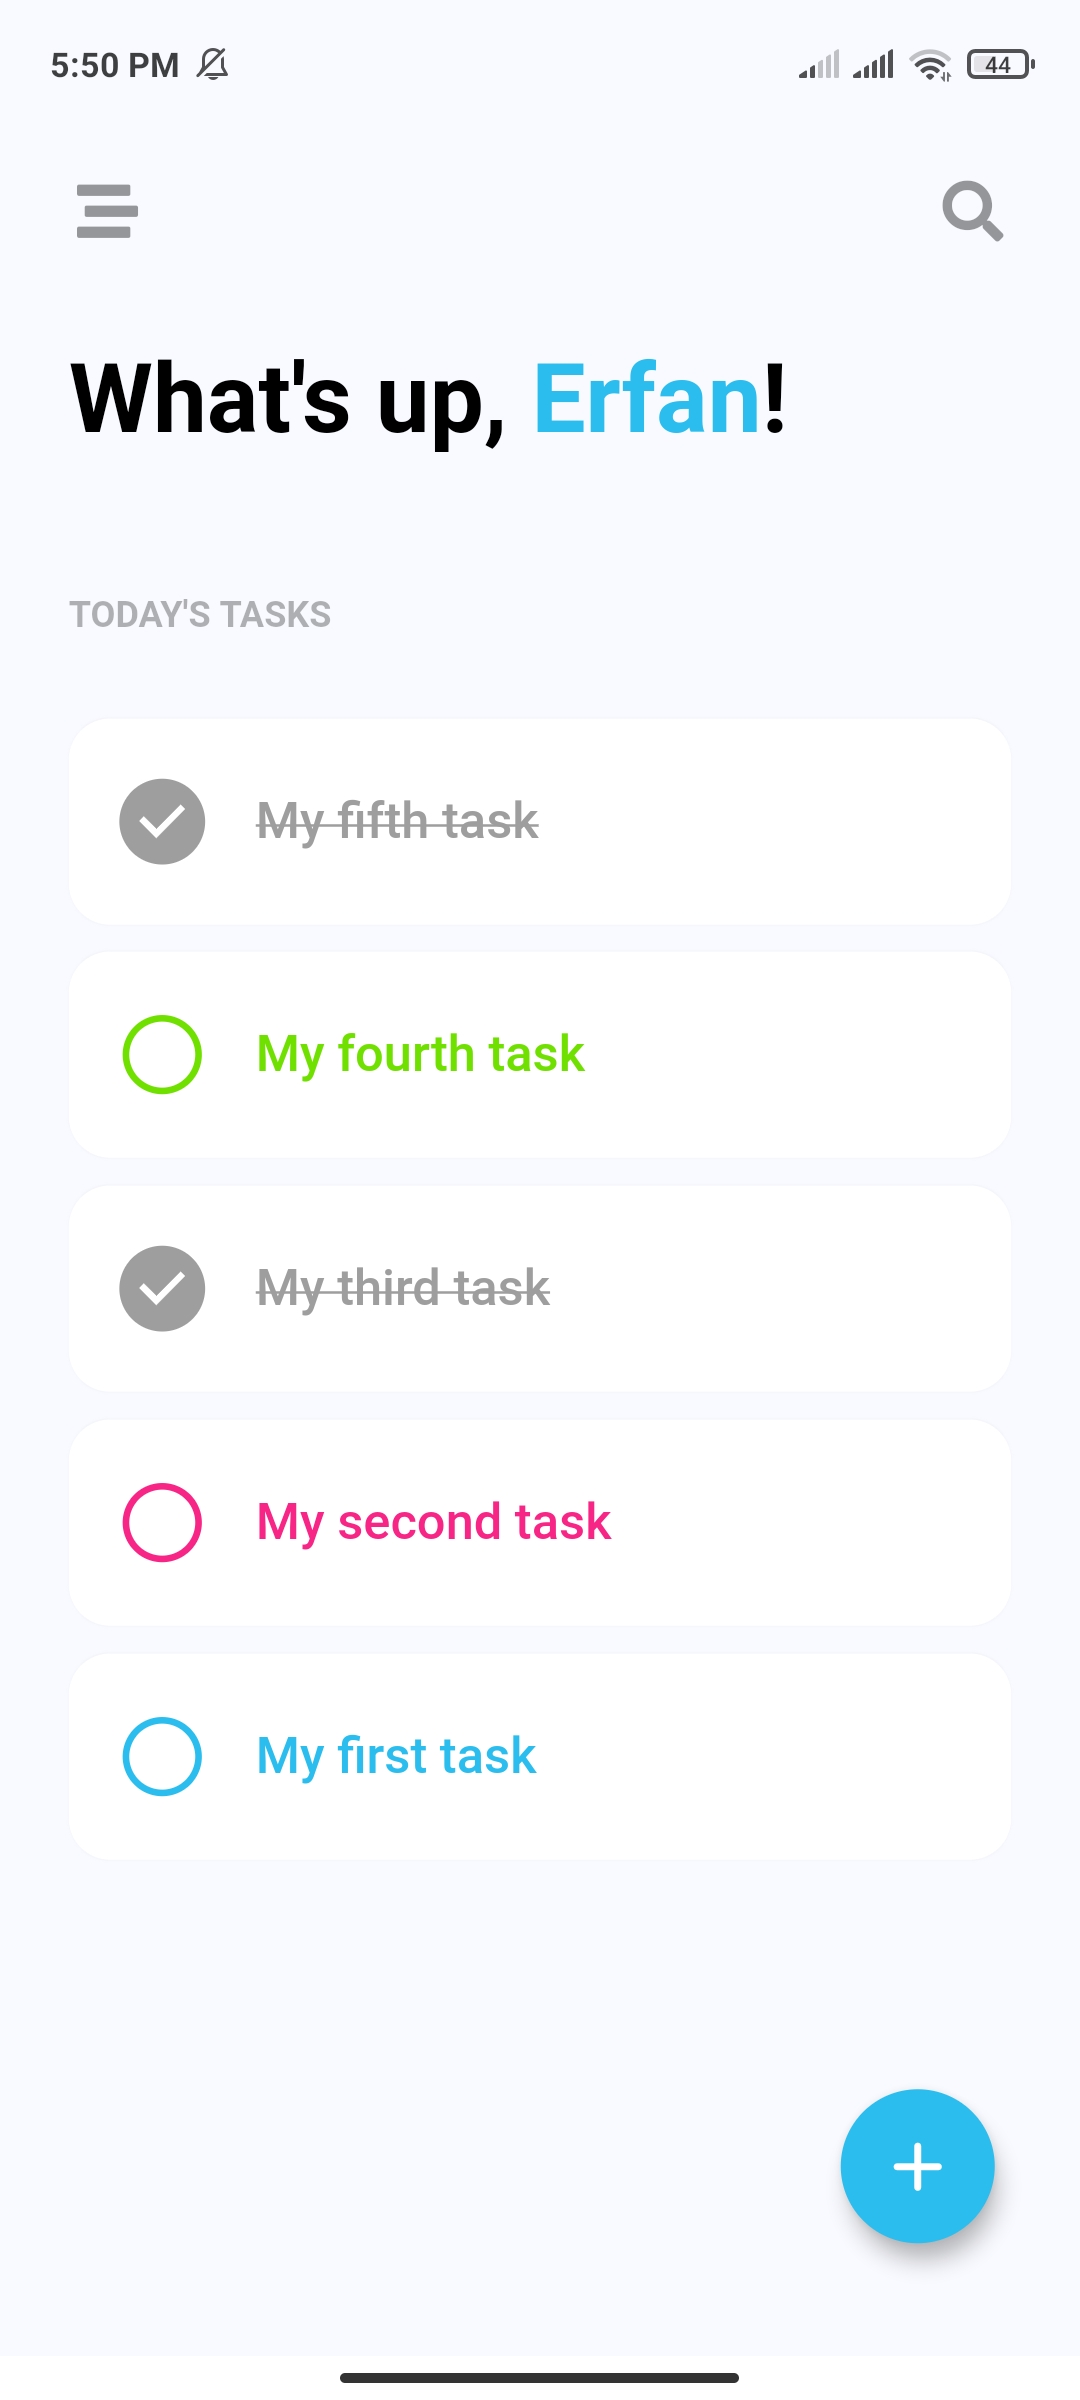 5:50 PM
44
What's up, Erfan!
TODAY'S TASKS
My fifth task
My fourth task
My third task
My second task
My first task